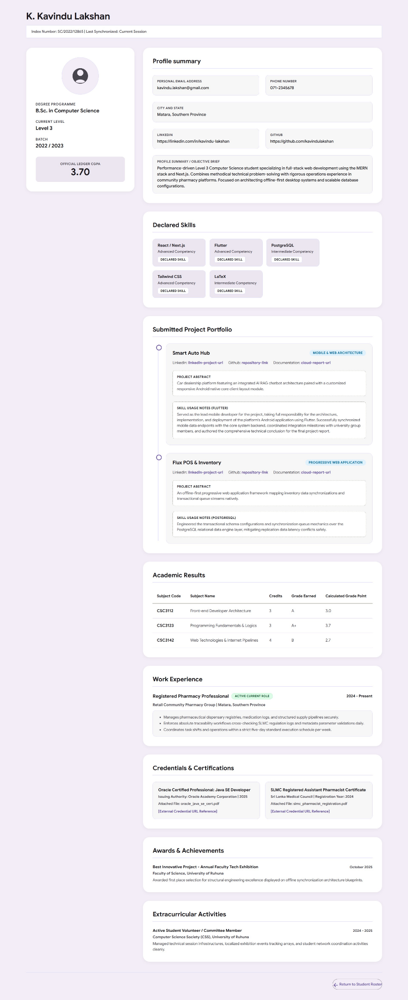 K. Kavindu Lakshan
Index Number: SC/2022/12865 | Last Synchronized: Current Session
DEGREE PROGRAMME
B.Sc. in Computer Science
CURRENT LEVEL
Level 3
BATCH
2022 / 2023
OFFICIAL LEDGER CGPA
3.70
Profile summary
PERSONAL EMAIL ADDRESS
kavindu.lakshan@gmail.com
PHONE NUMBER
071-2345678
CITY AND STATE
Matara, Southern Province
LINKEDIN
https://linkedin.com/in/kavindu-lakshan
GITHUB
https://github.com/kavindulakshan
PROFILE SUMMARY / OBJECTIVE BRIEF
Performance-driven Level 3 Computer Science student specializing in full-stack web development using the MERN
stack and Next.js. Combines methodical technical problem-solving with rigorous operations experience in
community pharmacy platforms. Focused on architecting offline-first desktop systems and scalable database
configurations.
Declared Skills
React / Next.js
Advanced Competency
DECLARED SKILL
Flutter
Advanced Competency
DECLARED SKILL
PostgreSQL
Intermediate Competency
DECLARED SKILL
Tailwind CSS
Advanced Competency
DECLARED SKILL
LaTeX
Intermediate Competency
DECLARED SKILL
Submitted Project Portfolio
Smart Auto Hub
MOBILE & WEB ARCHITECTURE
LinkedIn: linkedin-project-url Github: repository-link Documentation: cloud-report-url
PROJECT ABSTRACT
Car dealership platform featuring an integrated AI RAG chatbot architecture paired with a customized
responsive Android native core client layout module.
SKILL USAGE NOTES (FLUTTER)
Served as the lead mobile developer for the project, taking full responsibility for the architecture,
implementation, and deployment of the platform's Android application using Flutter. Successfully synchronized
mobile data endpoints with the core system backend, coordinated integration milestones with university group
members, and authored the comprehensive technical conclusion for the final project report.
Flux POS & Inventory
PROGRESSIVE WEB APPLICATION
LinkedIn: linkedin-project-url Github: repository-link Documentation: cloud-report-url
PROJECT ABSTRACT
An offline-first progressive web application framework mapping inventory data synchronizations and
transactional queue streams natively.
SKILL USAGE NOTES (POSTGRESQL)
Engineered the transactional schema configurations and synchronization queue mechanics over the
PostgreSQL relational data engine layer, mitigating replication data latency conflicts safely.
Academic Results
Subject Code Subject Name Credits Grade Earned Calculated Grade Point
CSC3112 Front-end Developer Architecture 3 A 3.0
CSC3123 Programming Fundamentals & Logics 3 A+ 3.7
CSC3142 Web Technologies & Internet Pipelines 4 B 2.7
Work Experience
Registered Pharmacy Professional ACTIVE CURRENT ROLE 2024 - Present
Retail Community Pharmacy Group | Matara, Southern Province
• Manages pharmaceutical dispensary registries, medication logs, and structured supply pipelines securely.
• Enforces absolute traceability workflows cross-checking SLMC regulation logs and metadata parameter validations daily.
• Coordinates task shifts and operations within a strict five-day standard execution schedule per week.
Credentials & Certifications
Oracle Certified Professional: Java SE Developer
Issuing Authority: Oracle Academy Corporation | 2025
Attached File: oracle_java_se_cert.pdf
[External Credential URL Reference]
SLMC Registered Assistant Pharmacist Certificate
Sri Lanka Medical Council | Registration Year: 2024
Attached File: slmc_pharmacist_registration.pdf
[External Credential URL Reference]
Awards & Achievements
Best Innovative Project - Annual Faculty Tech Exhibition October 2025
Faculty of Science, University of Ruhuna
Awarded first place selection for structural engineering excellence displayed on offline synchronization architecture blueprints.
Extracurricular Activities
Active Student Volunteer / Committee Member 2024 - 2025
Computer Science Society (CSS), University of Ruhuna
Managed technical session infrastructures, localized exhibition events tracking arrays, and student network coordination activities
cleanly.
← Return to Student Roster